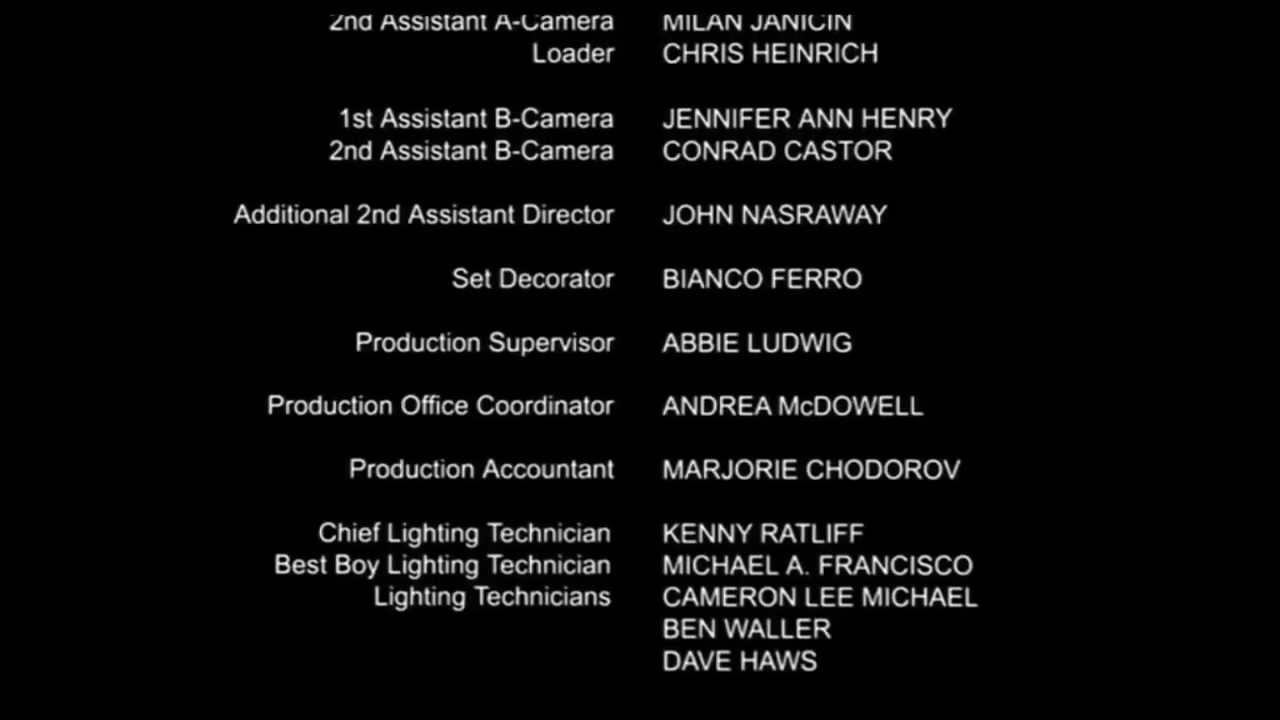 2nd Assistant A-Camera MILAN JANICIN
Loader CHRIS HEINRICH
1st Assistant B-Camera JENNIFER ANN HENRY
2nd Assistant B-Camera CONRAD CASTOR
Additional 2nd Assistant Director JOHN NASRAWAY
Set Decorator BIANCO FERRO
Production Supervisor ABBIE LUDWIG
Production Office Coordinator ANDREA McDOWELL
Production Accountant MARJORIE CHODOROV
Chief Lighting Technician KENNY RATLIFF
Best Boy Lighting Technician MICHAEL A. FRANCISCO
Lighting Technicians CAMERON LEE MICHAEL
BEN WALLER
DAVE HAWS